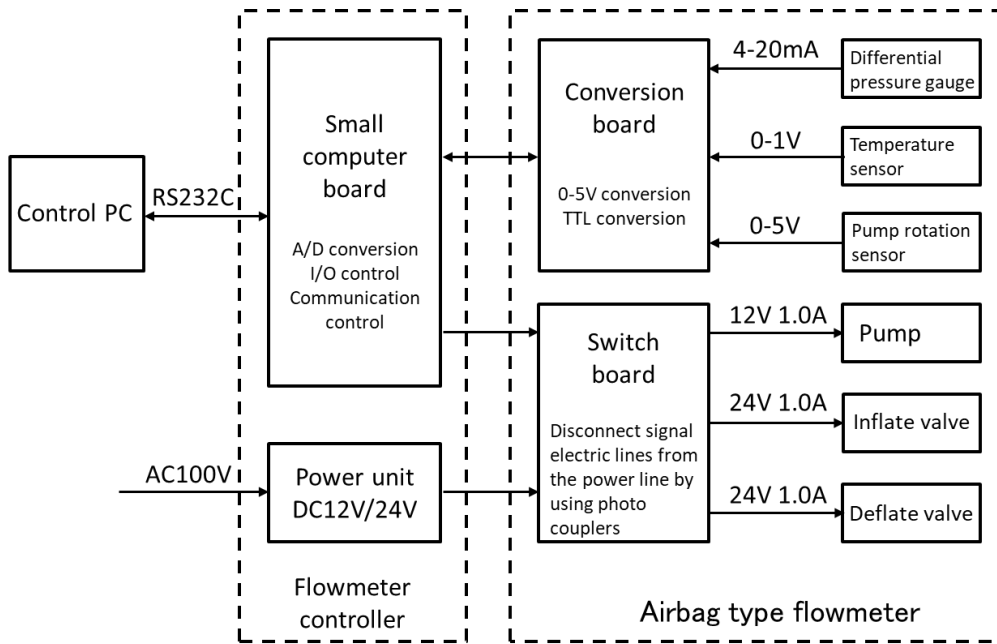 Control PC
RS232C
Small
computer
board
A/D conversion
I/O control
Communication
control
AC100V
Power unit
DC12V/24V
Flowmeter
controller
Conversion
board
0-5V conversion
TTL conversion
4-20mA
Differential
pressure gauge
0-1V
Temperature
sensor
0-5V
Pump rotation
sensor
Switch
board
Disconnect signal
electric lines from
the power line by
using photo
couplers
12V 1.0A
Pump
24V 1.0A
Inflate valve
24V 1.0A
Deflate valve
Airbag type flowmeter